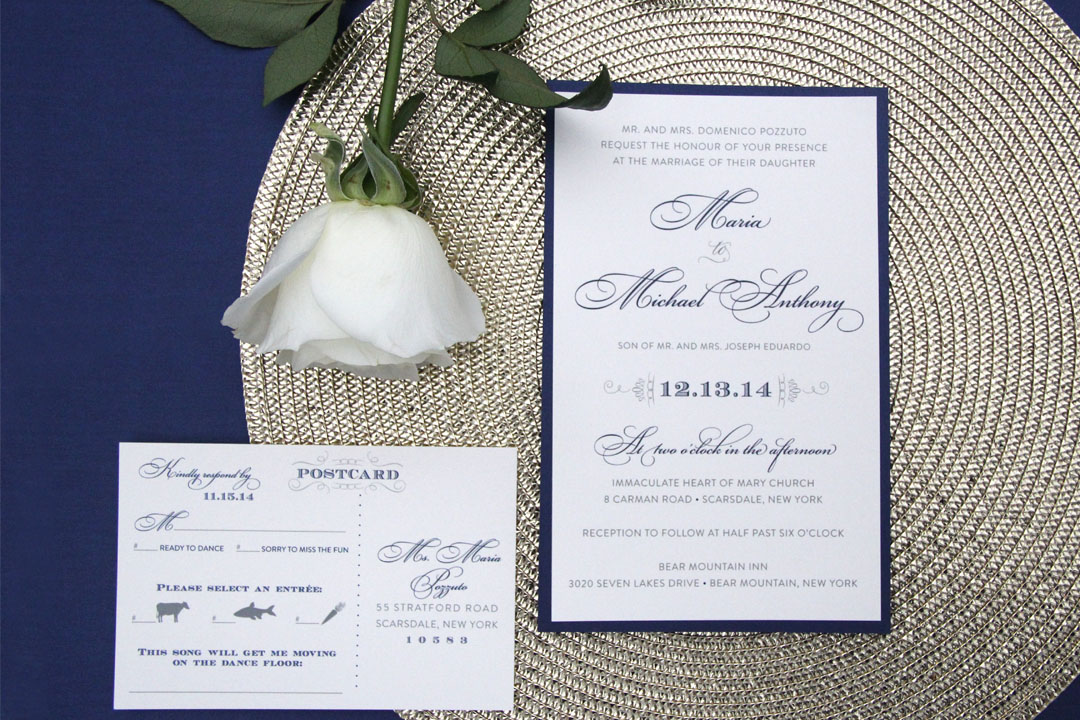 MR. AND MRS. DOMENICO POZZUTO
REQUEST THE HONOUR OF YOUR PRESENCE
AT THE MARRIAGE OF THEIR DAUGHTER
Maria
to
Michael Anthony
SON OF MR. AND MRS. JOSEPH EDUARDO
12.13.14
At two o'clock in the afternoon
IMMACULATE HEART OF MARY CHURCH
8 CARMAN ROAD • SCARSDALE, NEW YORK
RECEPTION TO FOLLOW AT HALF PAST SIX O'CLOCK
BEAR MOUNTAIN INN
3020 SEVEN LAKES DRIVE • BEAR MOUNTAIN, NEW YORK
Kindly respond by
11.15.14
M
#____ READY TO DANCE #____ SORRY TO MISS THE FUN
PLEASE SELECT AN ENTRÉE:
#____ #____ #____
THIS SONG WILL GET ME MOVING
ON THE DANCE FLOOR:
POSTCARD
Ms. Maria
Pozzuto
55 STRATFORD ROAD
SCARSDALE, NEW YORK
10583